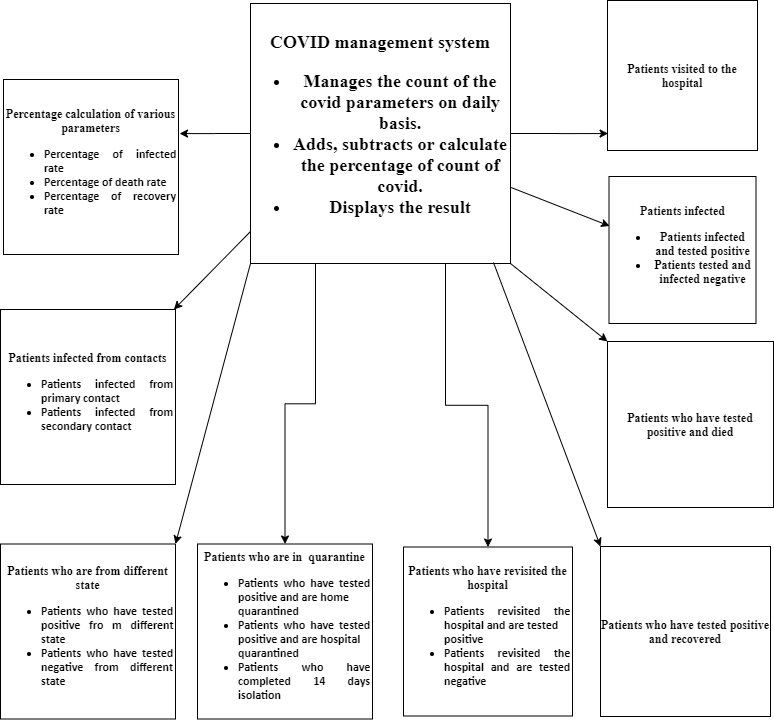 COVID management system
• Manages the count of the
covid parameters on daily
basis.
• Adds, subtracts or calculate
the percentage of count of
covid.
• Displays the result
Patients visited to the
hospital
Percentage calculation of various
parameters
• Percentage of infected
rate
• Percentage of death rate
• Percentage of recovery
rate
Patients infected
• Patients infected
and tested positive
• Patients tested and
infected negative
Patients infected from contacts
• Patients infected from
primary contact
• Patients infected from
secondary contact
Patients who have tested
positive and died
Patients who are from different
state
• Patients who have tested
positive fro m different
state
• Patients who have tested
negative from different
state
Patients who are in quarantine
• Patients who have tested
positive and are home
quarantined
• Patients who have tested
positive and are hospital
quarantined
• Patients who have
completed 14 days
isolation
Patients who have revisited the
hospital
• Patients revisited the
hospital and are tested
positive
• Patients revisited the
hospital and are tested
negative
Patients who have tested positive
and recovered